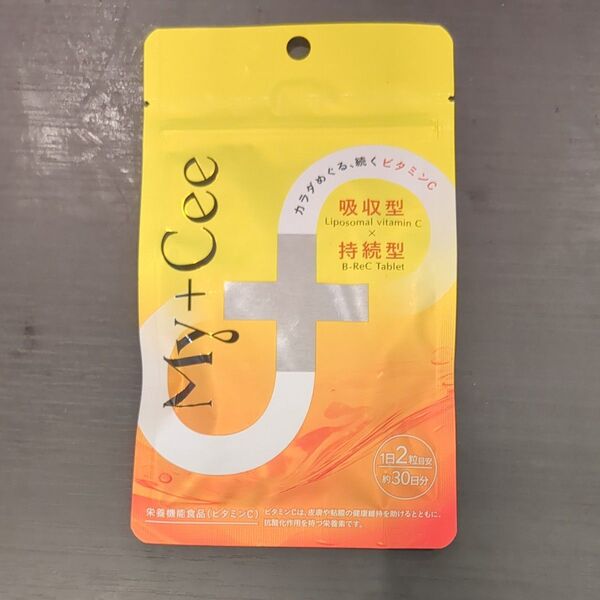 My+Cee
カラダめぐる、続くビタミンC
吸収型
Liposomal vitamin C
×
持続型
B-ReC Tablet
1日2粒目安
約30日分
栄養機能食品(ビタミンC)
ビタミンCは、皮膚や粘膜の健康維持を助けるとともに、
抗酸化作用を持つ栄養素です。